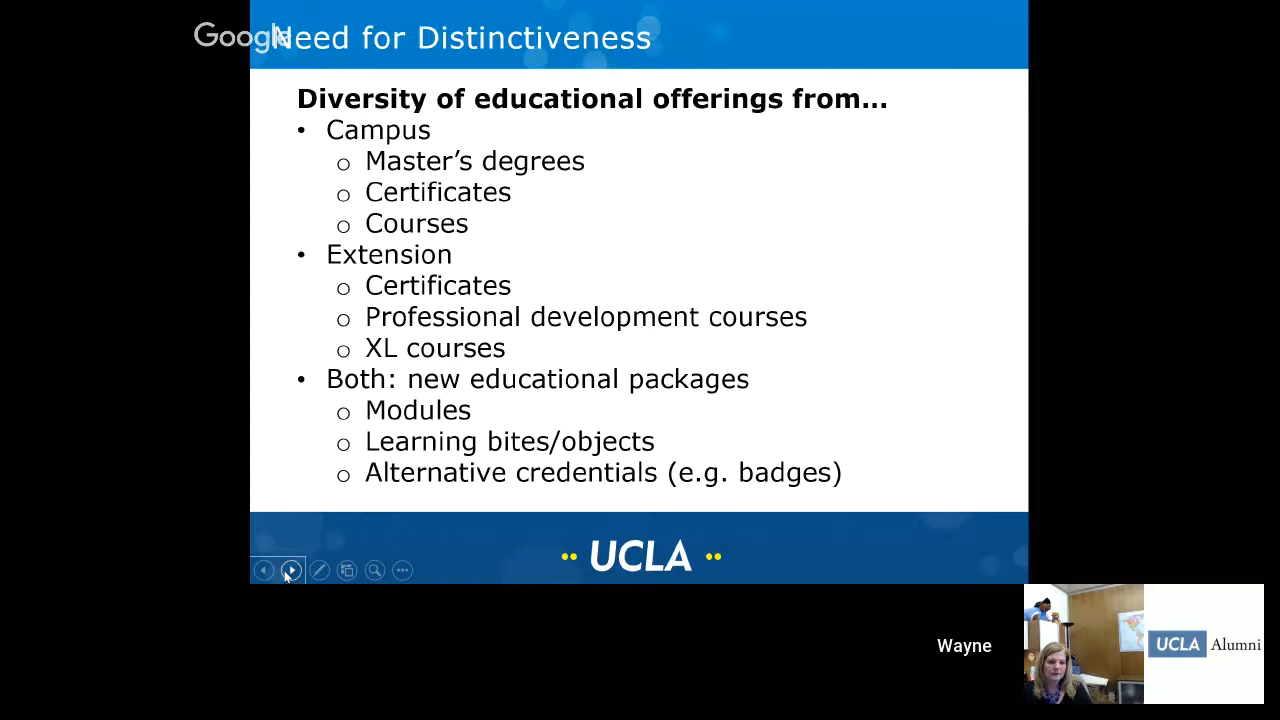 Google
Need for Distinctiveness
Diversity of educational offerings from...
• Campus
o Master's degrees
o Certificates
o Courses
• Extension
o Certificates
o Professional development courses
o XL courses
• Both: new educational packages
o Modules
o Learning bites/objects
o Alternative credentials (e.g. badges)
UCLA
Wayne
UCLA Alumni